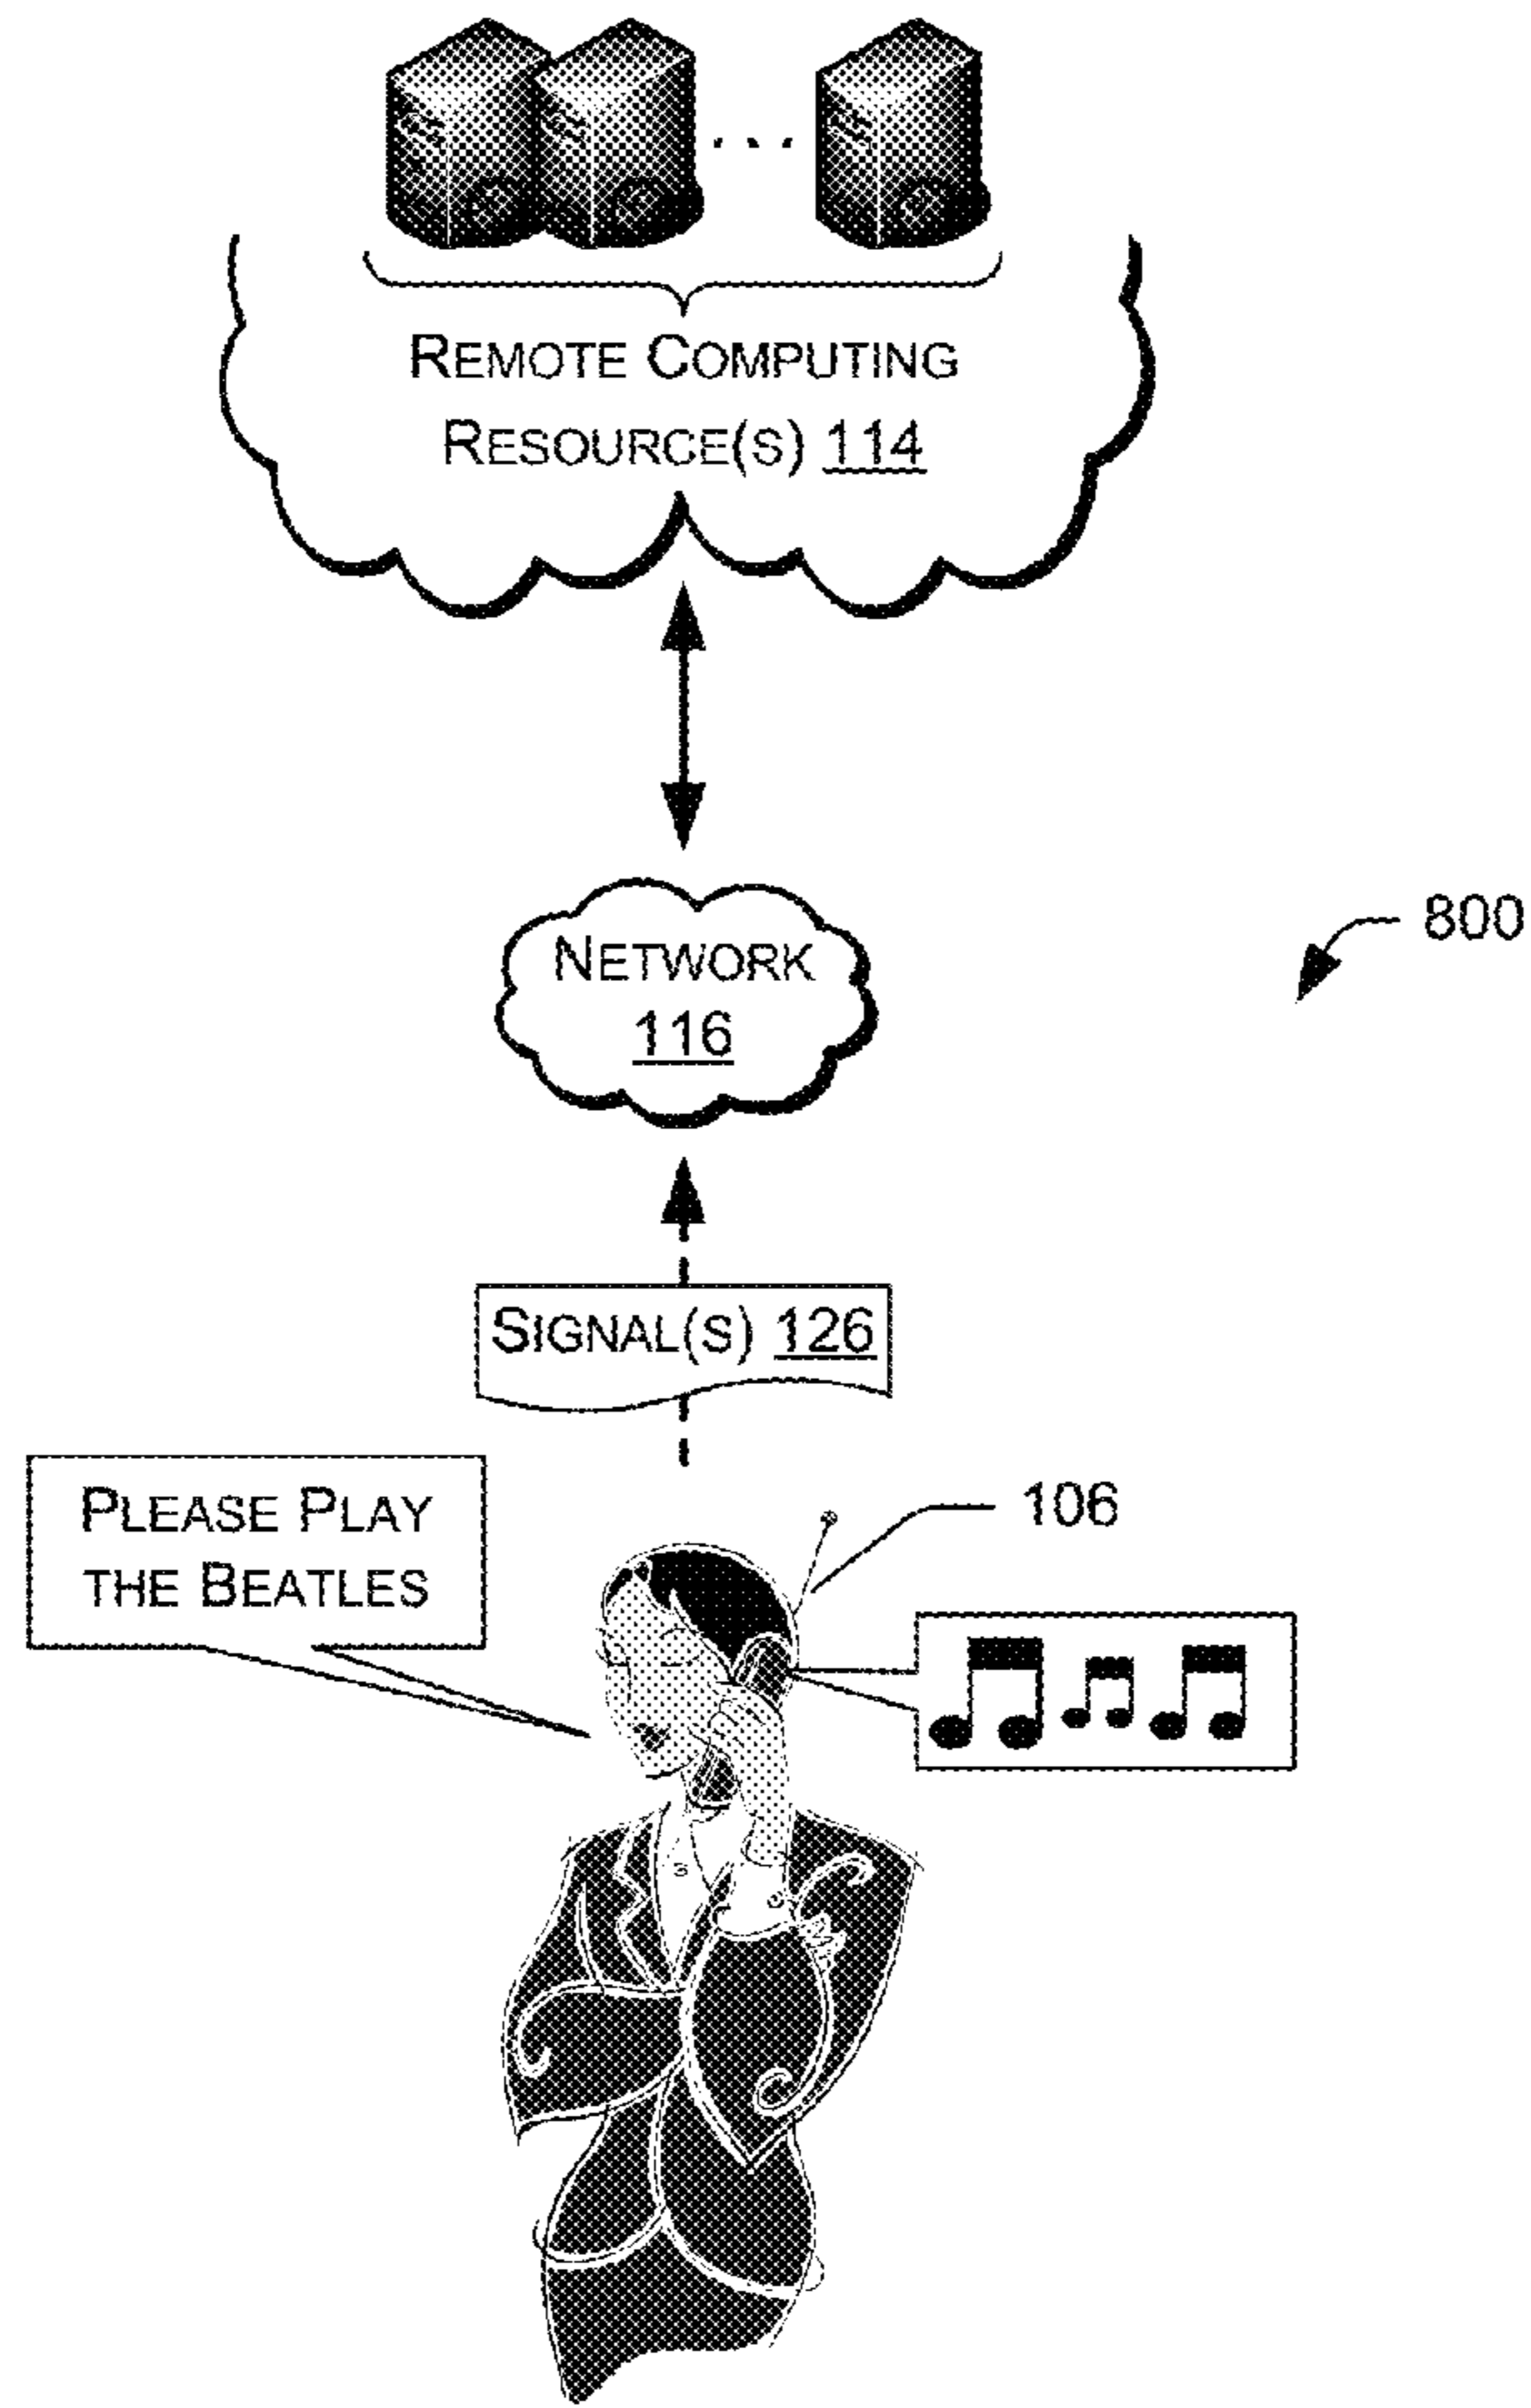 REMOTE COMPUTING
RESOURCE(S) 114
800
NETWORK
116
SIGNAL(S) 126
PLEASE PLAY
THE BEATLES
106